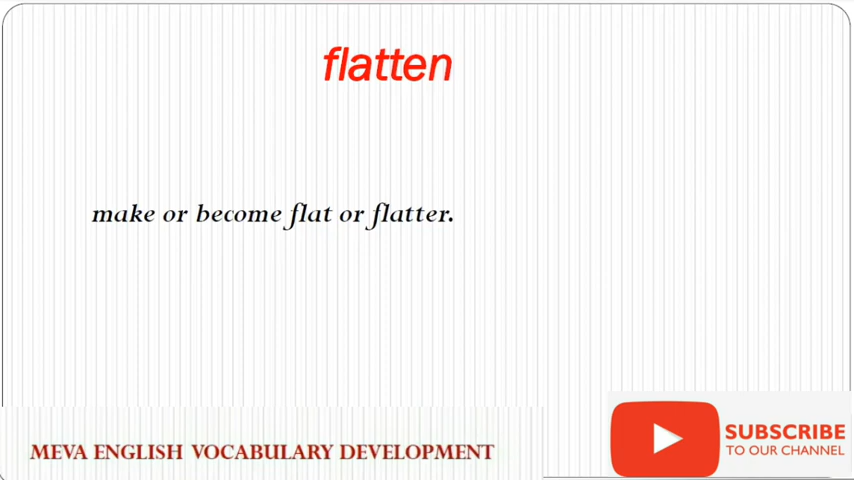 flatten
make or become flat or flatter.
MEVA ENGLISH VOCABULARY DEVELOPMENT
SUBSCRIBE
TO OUR CHANNEL